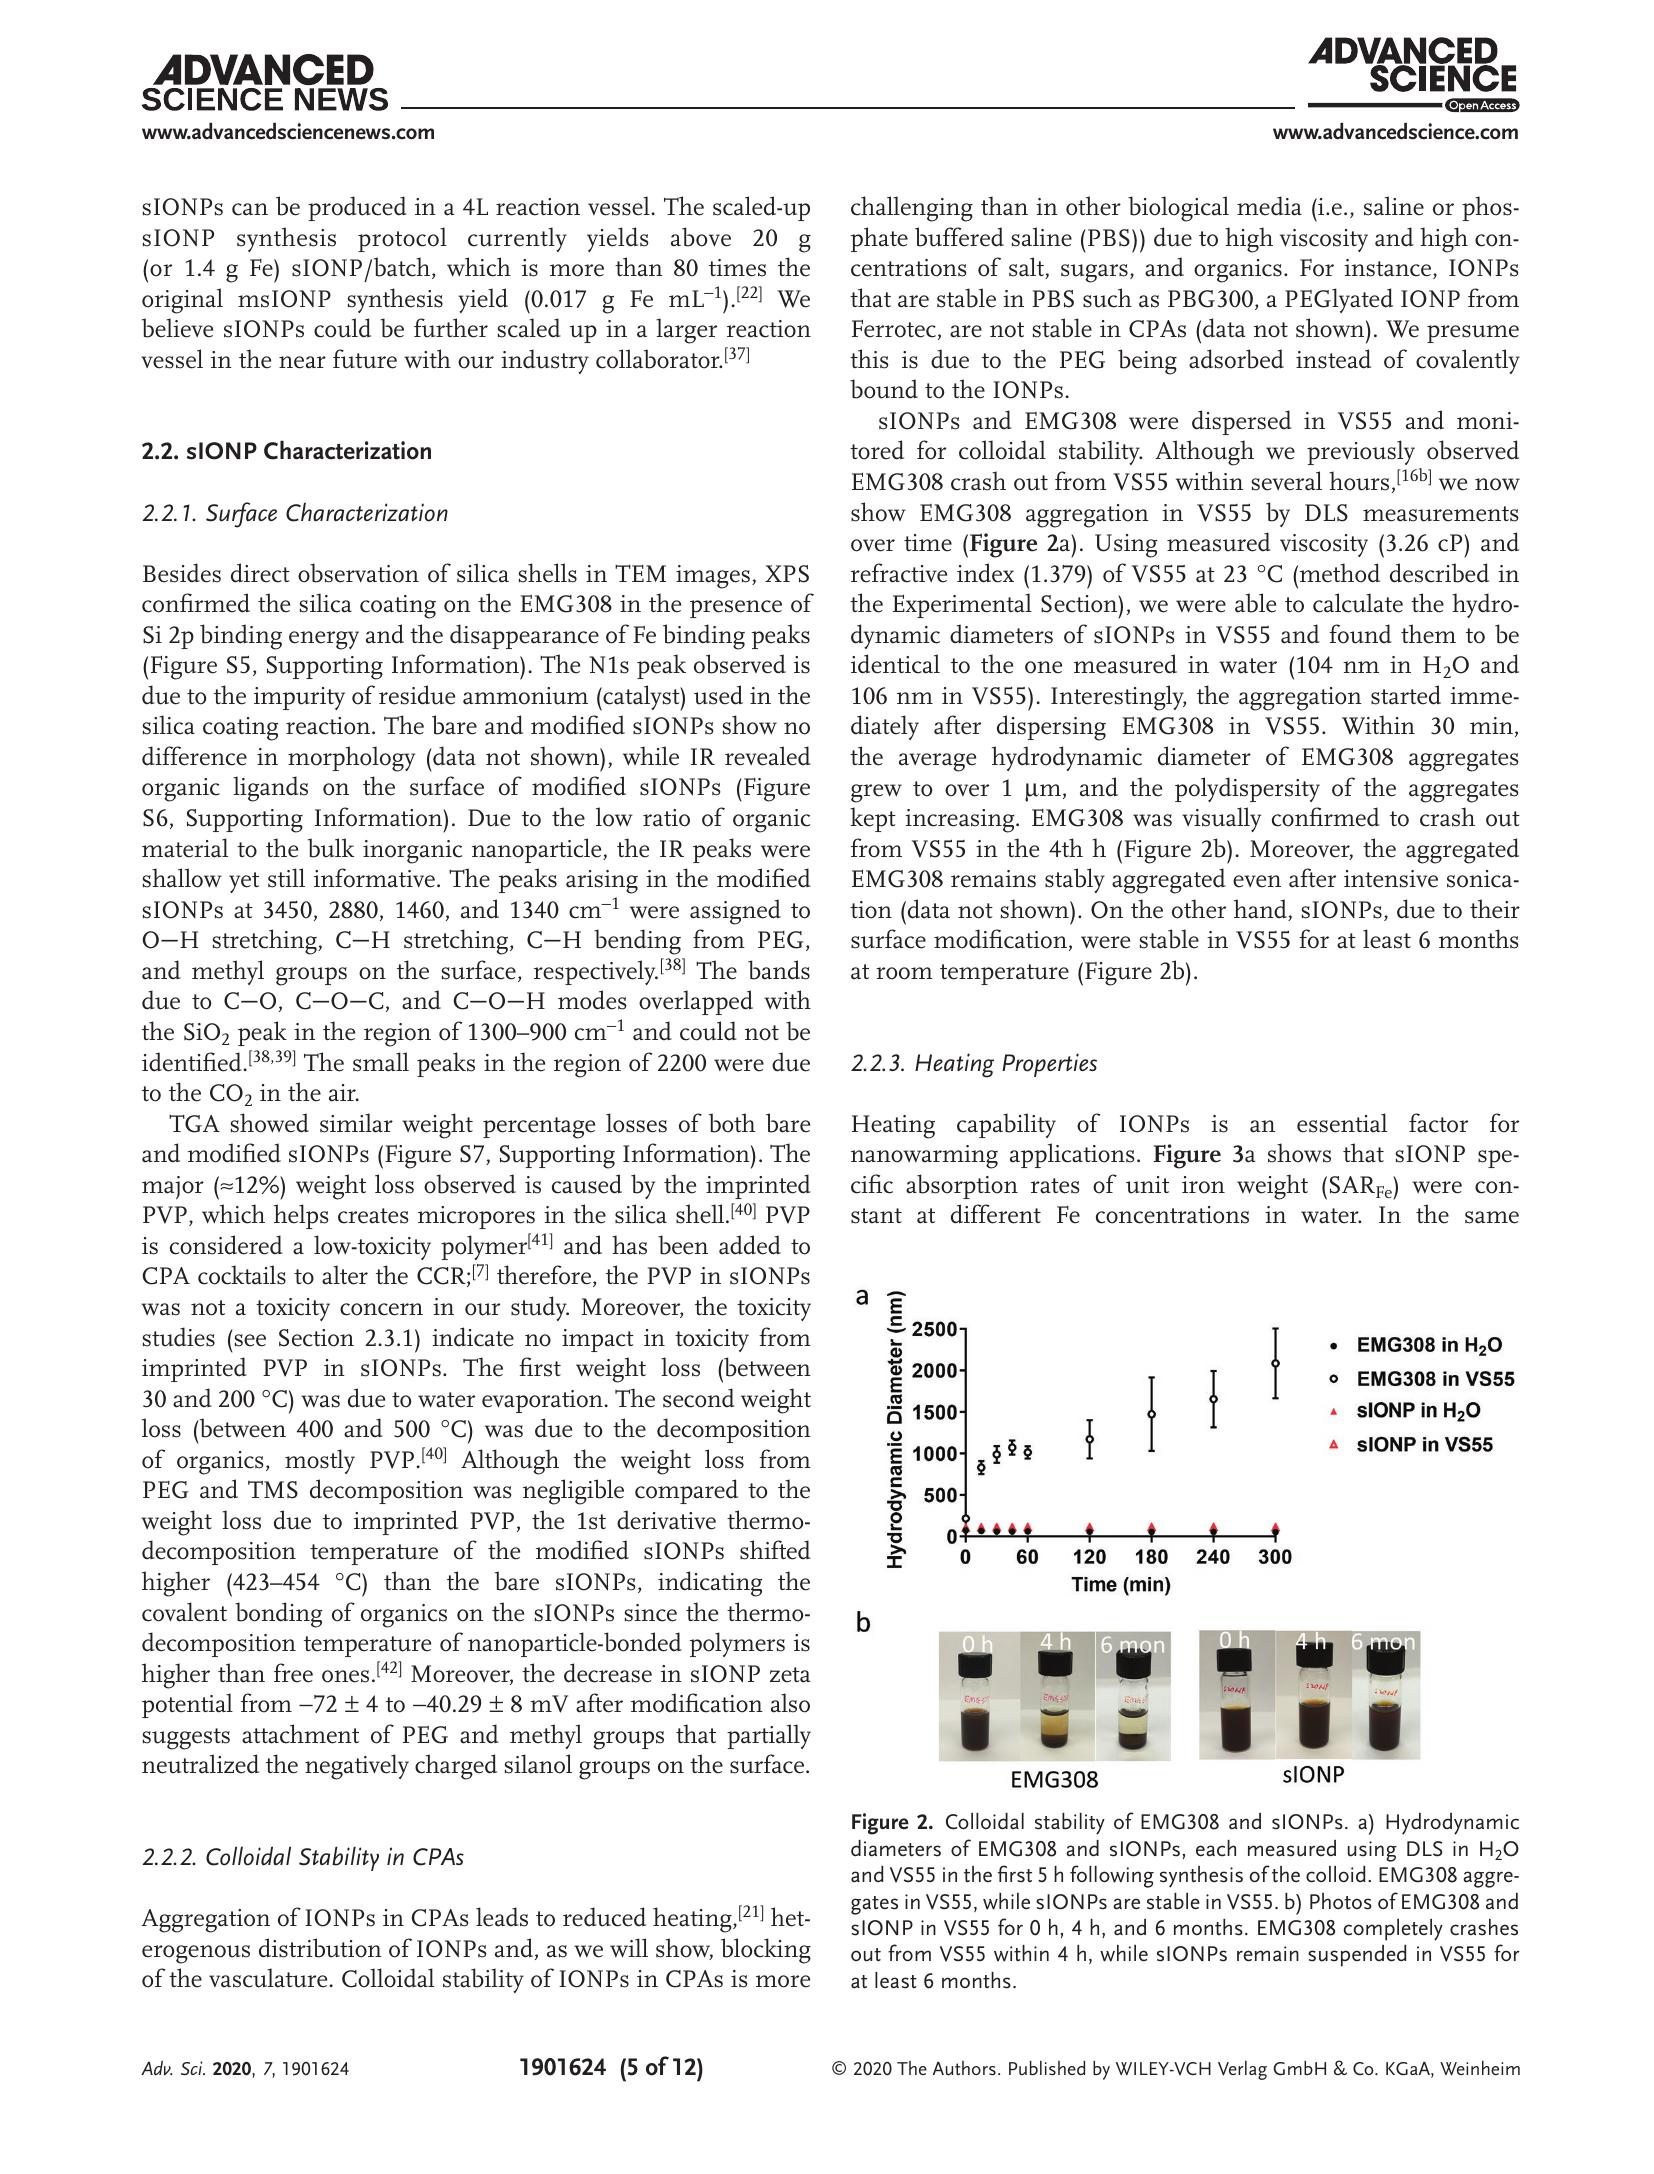 ADVANCED
SCIENCE NEWS
www.advancedsciencenews.com
ADVANCED
SCIENCE
Open Access
www.advancedscience.com
sIONPs can be produced in a 4L reaction vessel. The scaled-up
sIONP synthesis protocol currently yields above 20 g
(or 1.4 g Fe) sIONP/batch, which is more than 80 times the
original msIONP synthesis yield (0.017 g Fe mL⁻¹).[22] We
believe sIONPs could be further scaled up in a larger reaction
vessel in the near future with our industry collaborator.[37]
2.2. sIONP Characterization
2.2.1. Surface Characterization
Besides direct observation of silica shells in TEM images, XPS
confirmed the silica coating on the EMG308 in the presence of
Si 2p binding energy and the disappearance of Fe binding peaks
(Figure S5, Supporting Information). The N1s peak observed is
due to the impurity of residue ammonium (catalyst) used in the
silica coating reaction. The bare and modified sIONPs show no
difference in morphology (data not shown), while IR revealed
organic ligands on the surface of modified sIONPs (Figure
S6, Supporting Information). Due to the low ratio of organic
material to the bulk inorganic nanoparticle, the IR peaks were
shallow yet still informative. The peaks arising in the modified
sIONPs at 3450, 2880, 1460, and 1340 cm⁻¹ were assigned to
O—H stretching, C—H stretching, C—H bending from PEG,
and methyl groups on the surface, respectively.[38] The bands
due to C—O, C—O—C, and C—O—H modes overlapped with
the SiO₂ peak in the region of 1300–900 cm⁻¹ and could not be
identified.[38,39] The small peaks in the region of 2200 were due
to the CO₂ in the air.
TGA showed similar weight percentage losses of both bare
and modified sIONPs (Figure S7, Supporting Information). The
major (≈12%) weight loss observed is caused by the imprinted
PVP, which helps creates micropores in the silica shell.[40] PVP
is considered a low-toxicity polymer[41] and has been added to
CPA cocktails to alter the CCR;[7] therefore, the PVP in sIONPs
was not a toxicity concern in our study. Moreover, the toxicity
studies (see Section 2.3.1) indicate no impact in toxicity from
imprinted PVP in sIONPs. The first weight loss (between
30 and 200 °C) was due to water evaporation. The second weight
loss (between 400 and 500 °C) was due to the decomposition
of organics, mostly PVP.[40] Although the weight loss from
PEG and TMS decomposition was negligible compared to the
weight loss due to imprinted PVP, the 1st derivative thermo-
decomposition temperature of the modified sIONPs shifted
higher (423–454 °C) than the bare sIONPs, indicating the
covalent bonding of organics on the sIONPs since the thermo-
decomposition temperature of nanoparticle-bonded polymers is
higher than free ones.[42] Moreover, the decrease in sIONP zeta
potential from –72 ± 4 to –40.29 ± 8 mV after modification also
suggests attachment of PEG and methyl groups that partially
neutralized the negatively charged silanol groups on the surface.
2.2.2. Colloidal Stability in CPAs
Aggregation of IONPs in CPAs leads to reduced heating,[21] het-
erogenous distribution of IONPs and, as we will show, blocking
of the vasculature. Colloidal stability of IONPs in CPAs is more
challenging than in other biological media (i.e., saline or phos-
phate buffered saline (PBS)) due to high viscosity and high con-
centrations of salt, sugars, and organics. For instance, IONPs
that are stable in PBS such as PBG300, a PEGlyated IONP from
Ferrotec, are not stable in CPAs (data not shown). We presume
this is due to the PEG being adsorbed instead of covalently
bound to the IONPs.
sIONPs and EMG308 were dispersed in VS55 and moni-
tored for colloidal stability. Although we previously observed
EMG308 crash out from VS55 within several hours,[16b] we now
show EMG308 aggregation in VS55 by DLS measurements
over time (Figure 2a). Using measured viscosity (3.26 cP) and
refractive index (1.379) of VS55 at 23 °C (method described in
the Experimental Section), we were able to calculate the hydro-
dynamic diameters of sIONPs in VS55 and found them to be
identical to the one measured in water (104 nm in H₂O and
106 nm in VS55). Interestingly, the aggregation started imme-
diately after dispersing EMG308 in VS55. Within 30 min,
the average hydrodynamic diameter of EMG308 aggregates
grew to over 1 μm, and the polydispersity of the aggregates
kept increasing. EMG308 was visually confirmed to crash out
from VS55 in the 4th h (Figure 2b). Moreover, the aggregated
EMG308 remains stably aggregated even after intensive sonica-
tion (data not shown). On the other hand, sIONPs, due to their
surface modification, were stable in VS55 for at least 6 months
at room temperature (Figure 2b).
2.2.3. Heating Properties
Heating capability of IONPs is an essential factor for
nanowarming applications. Figure 3a shows that sIONP spe-
cific absorption rates of unit iron weight (SAR_Fe) were con-
stant at different Fe concentrations in water. In the same
a
Hydrodynamic Diameter (nm)
2500
2000
1500
1000
500
0
0 60 120 180 240 300
Time (min)
EMG308 in H₂O
EMG308 in VS55
sIONP in H₂O
sIONP in VS55
b
0 h 4 h 6 mon
0 h 4 h 6 mon
EMG308
sIONP
Figure 2. Colloidal stability of EMG308 and sIONPs. a) Hydrodynamic
diameters of EMG308 and sIONPs, each measured using DLS in H₂O
and VS55 in the first 5 h following synthesis of the colloid. EMG308 aggre-
gates in VS55, while sIONPs are stable in VS55. b) Photos of EMG308 and
sIONP in VS55 for 0 h, 4 h, and 6 months. EMG308 completely crashes
out from VS55 within 4 h, while sIONPs remain suspended in VS55 for
at least 6 months.
Adv. Sci. 2020, 7, 1901624
1901624 (5 of 12)
© 2020 The Authors. Published by WILEY-VCH Verlag GmbH & Co. KGaA, Weinheim